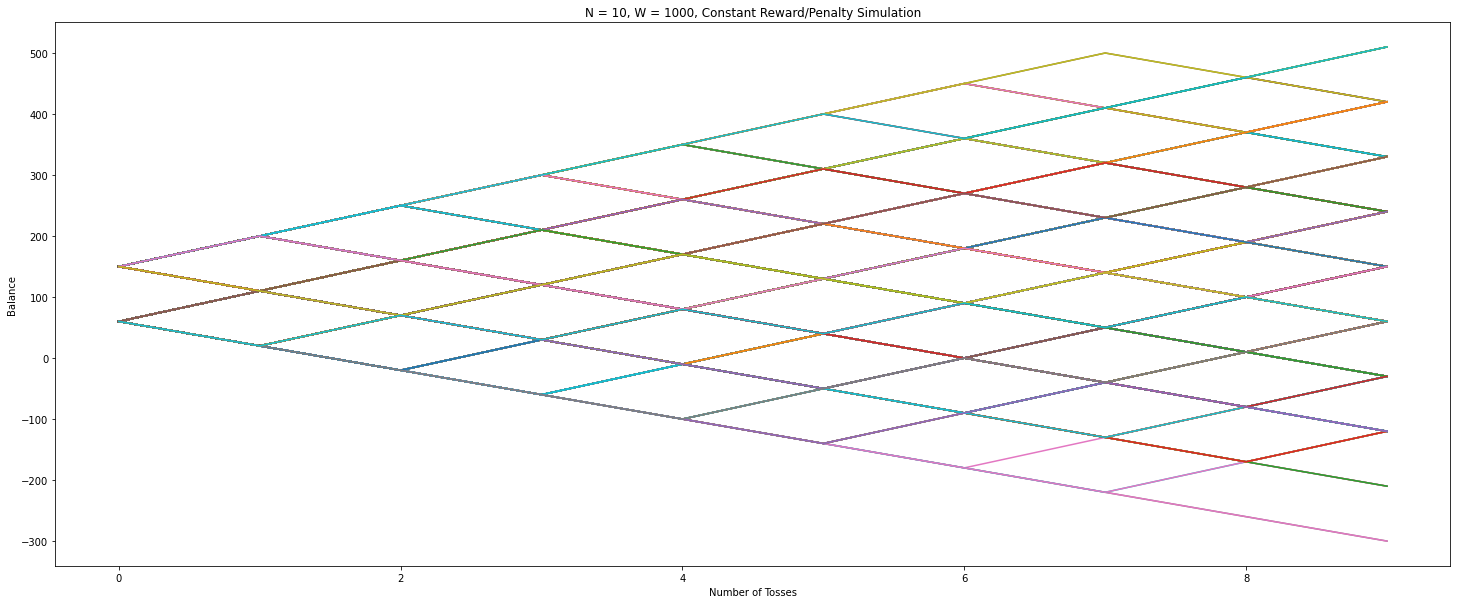 N = 10, W = 1000, Constant Reward/Penalty Simulation
500
400
300
200
100
0
−100
−200
−300
Balance
0 2 4 6 8
Number of Tosses